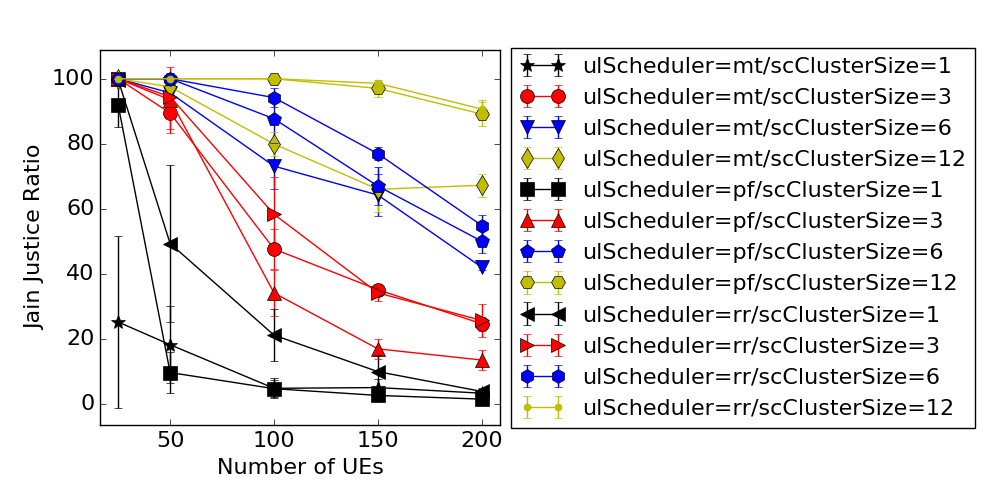 100
80
60
40
20
0
Jain Justice Ratio
50
100
150
200
Number of UEs
ulScheduler=mt/scClusterSize=1
ulScheduler=mt/scClusterSize=3
ulScheduler=mt/scClusterSize=6
ulScheduler=mt/scClusterSize=12
ulScheduler=pf/scClusterSize=1
ulScheduler=pf/scClusterSize=3
ulScheduler=pf/scClusterSize=6
ulScheduler=pf/scClusterSize=12
ulScheduler=rr/scClusterSize=1
ulScheduler=rr/scClusterSize=3
ulScheduler=rr/scClusterSize=6
ulScheduler=rr/scClusterSize=12